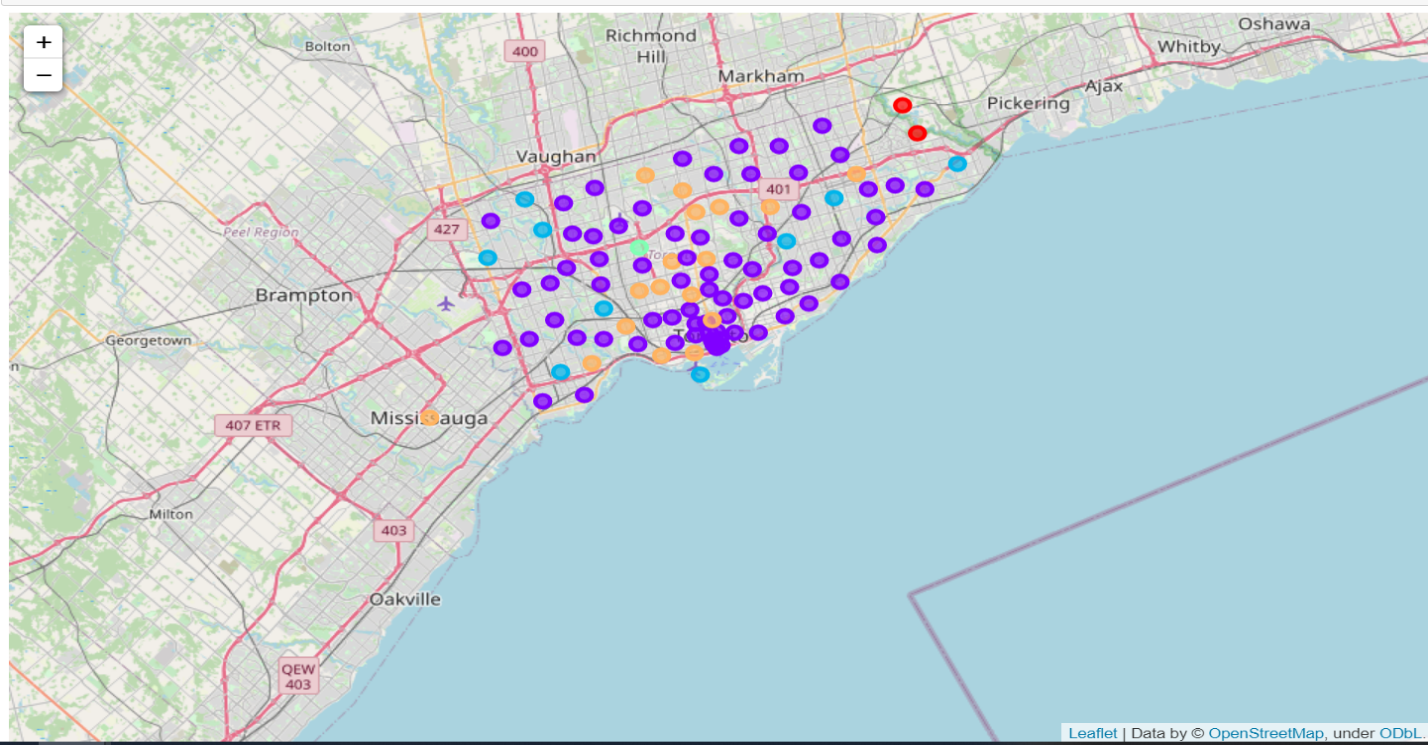 +
−
Bolton
400
Richmond
Hill
Oshawa
Whitby
Markham
Ajax
Pickering
Vaughan
401
427
Peel Region
Brampton
Georgetown
Mississauga
407 ETR
Milton
403
Oakville
QEW
403
Leaflet | Data by © OpenStreetMap, under ODbL.